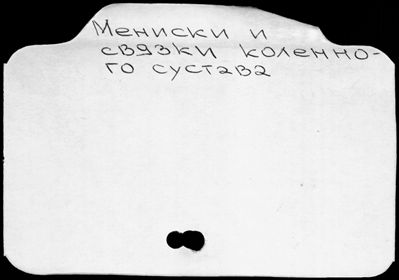 Мениски и
связки коленно-
го сустава